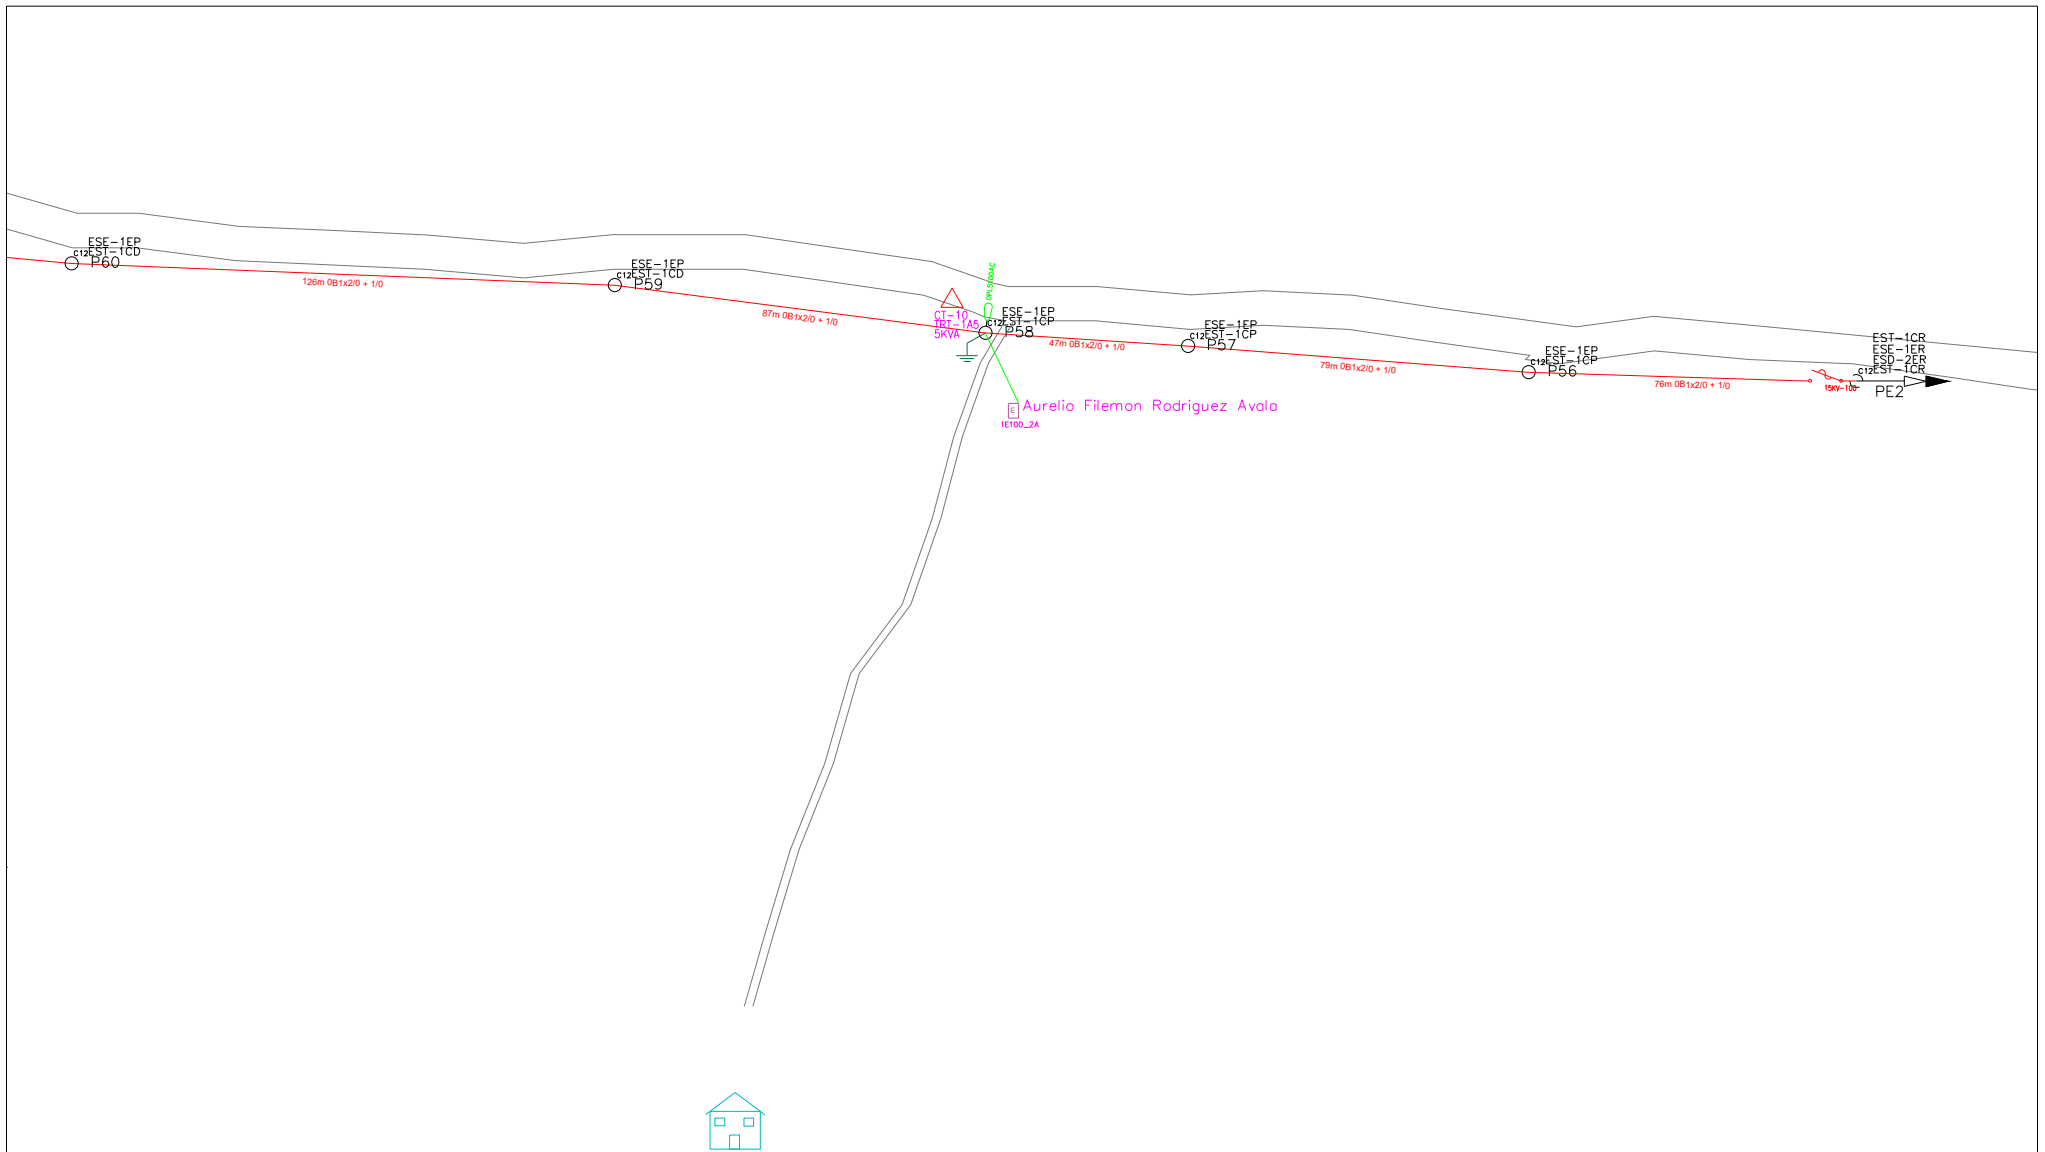 ESE-1EP
C12EST-1CD
P60
126m 0B1x2/0 + 1/0
ESE-1EP
C12EST-1CD
P59
87m 0B1x2/0 + 1/0
CT-10
TRT-1A5
5KVA
OPLS100AC
ESE-1EP
C12EST-1CP
P58
47m 0B1x2/0 + 1/0
E
Aurelio Filemon Rodriguez Avala
1E100_2A
ESE-1EP
C12EST-1CP
P57
79m 0B1x2/0 + 1/0
ESE-1EP
C12EST-1CP
P56
76m 0B1x2/0 + 1/0
15KV-100
EST-1CR
ESE-1ER
ESD-2ER
C12EST-1CR
PE2